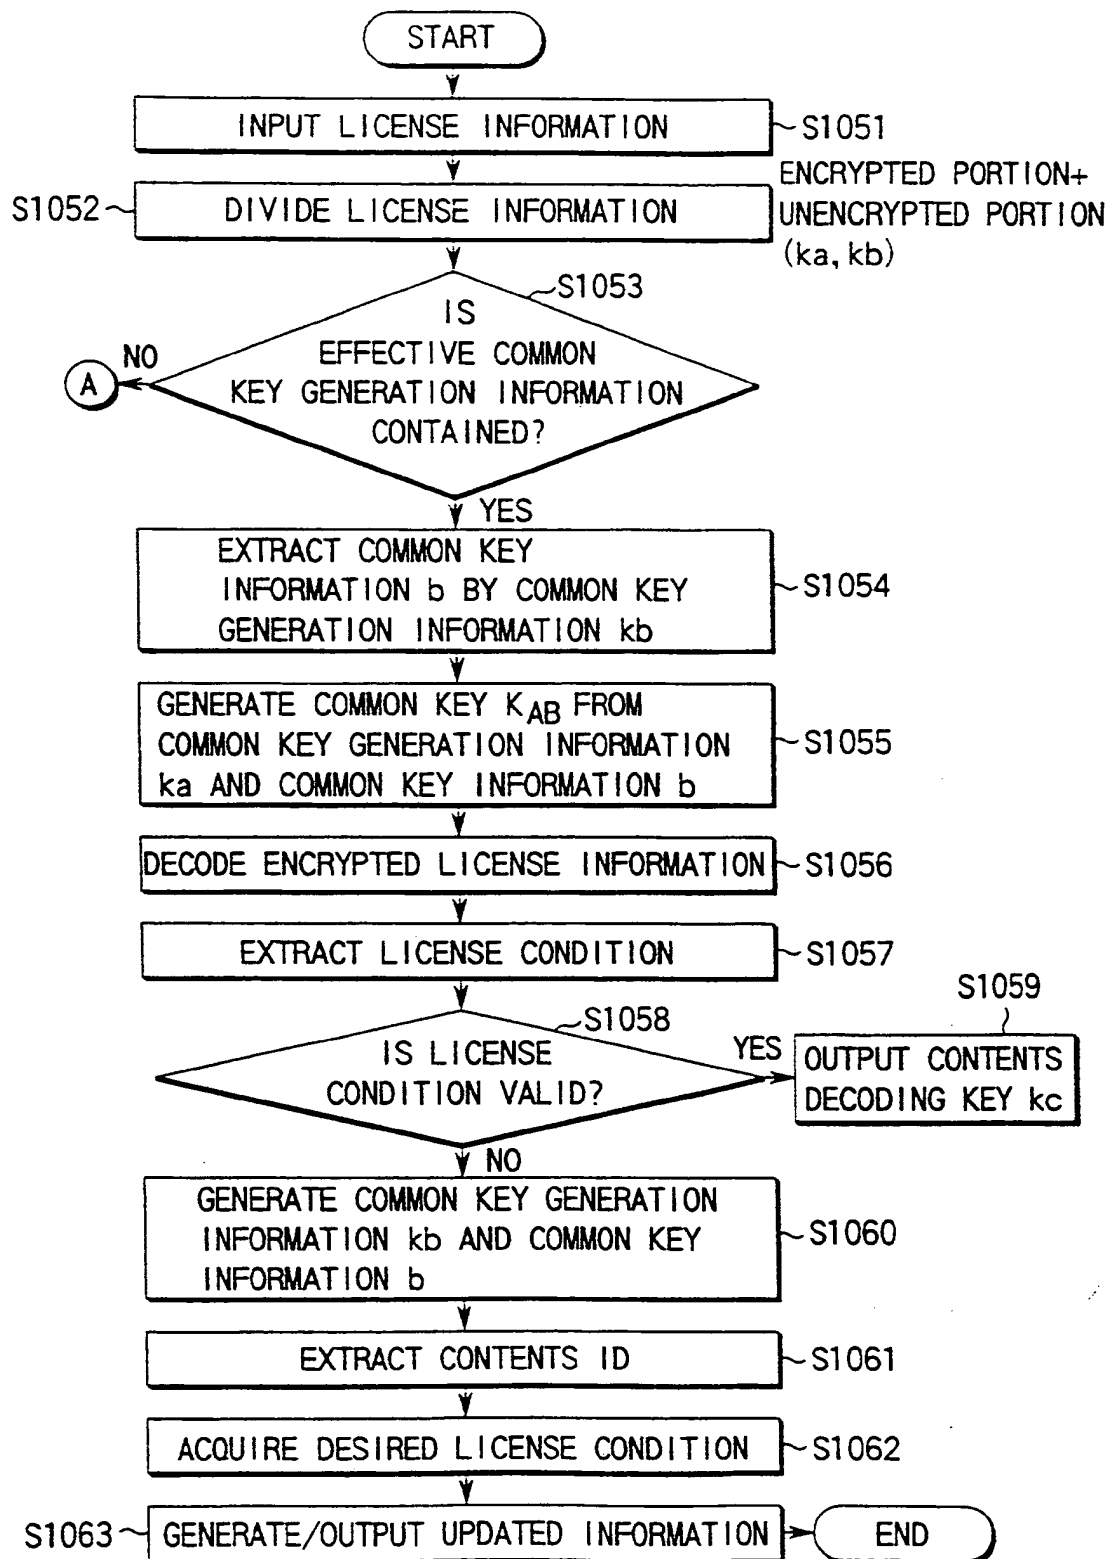 START
INPUT LICENSE INFORMATION
S1051
S1052
DIVIDE LICENSE INFORMATION
ENCRYPTED PORTION+
UNENCRYPTED PORTION
(ka, kb)
S1053
IS
EFFECTIVE COMMON
KEY GENERATION INFORMATION
CONTAINED?
NO
A
YES
EXTRACT COMMON KEY
INFORMATION b BY COMMON KEY
GENERATION INFORMATION kb
S1054
GENERATE COMMON KEY KAB FROM
COMMON KEY GENERATION INFORMATION
ka AND COMMON KEY INFORMATION b
S1055
DECODE ENCRYPTED LICENSE INFORMATION
S1056
EXTRACT LICENSE CONDITION
S1057
S1058
IS LICENSE
CONDITION VALID?
YES
S1059
OUTPUT CONTENTS
DECODING KEY kc
NO
GENERATE COMMON KEY GENERATION
INFORMATION kb AND COMMON KEY
INFORMATION b
S1060
EXTRACT CONTENTS ID
S1061
ACQUIRE DESIRED LICENSE CONDITION
S1062
S1063
GENERATE/OUTPUT UPDATED INFORMATION
END